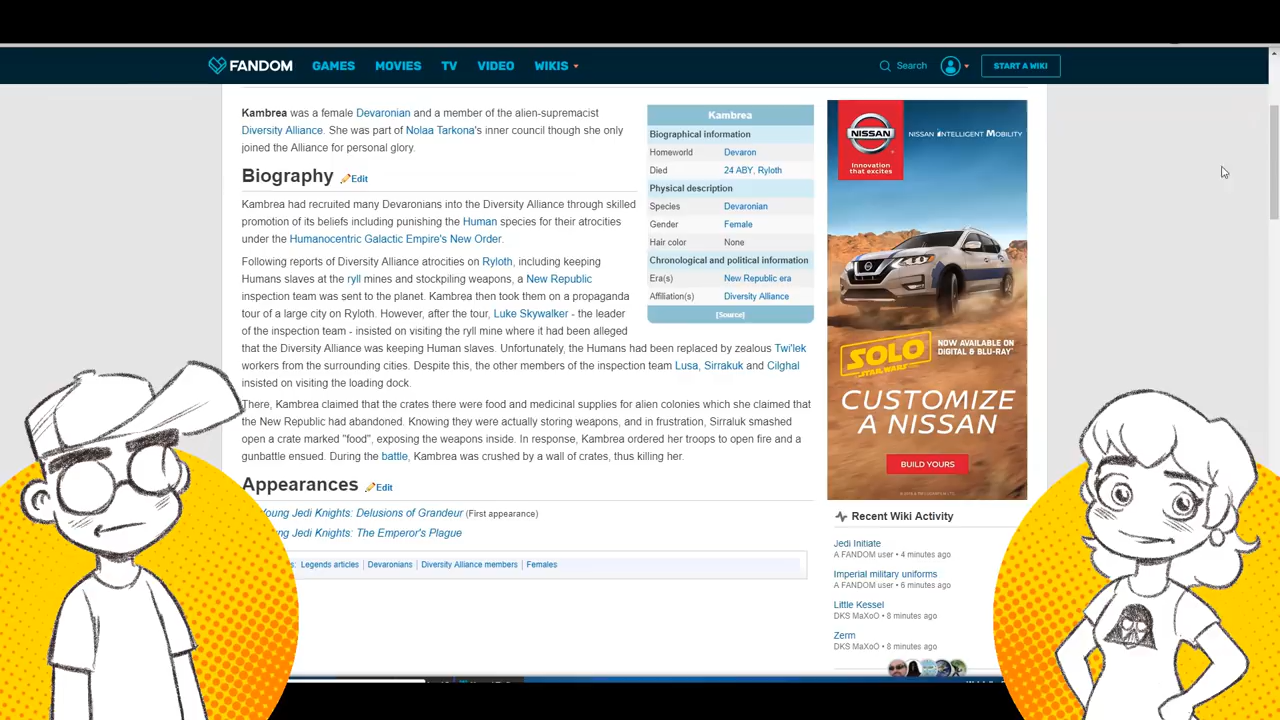 FANDOM GAMES MOVIES TV VIDEO WIKIS Search START A WIKI
Kambrea was a female Devaronian and a member of the alien-supremacist
Diversity Alliance. She was part of Nolaa Tarkona's inner council though she only
joined the Alliance for personal glory.
Biography Edit
Kambrea had recruited many Devaronians into the Diversity Alliance through skilled
promotion of its beliefs including punishing the Human species for their atrocities
under the Humanocentric Galactic Empire's New Order.
Following reports of Diversity Alliance atrocities on Ryloth, including keeping
Humans slaves at the ryll mines and stockpiling weapons, a New Republic
inspection team was sent to the planet. Kambrea then took them on a propaganda
tour of a large city on Ryloth. However, after the tour, Luke Skywalker - the leader
of the inspection team - insisted on visiting the ryll mine where it had been alleged
that the Diversity Alliance was keeping Human slaves. Unfortunately, the Humans had been replaced by zealous Twi'lek
workers from the surrounding cities. Despite this, the other members of the inspection team Lusa, Sirrakuk and Cilghal
insisted on visiting the loading dock.
There, Kambrea claimed that the crates there were food and medicinal supplies for alien colonies which she claimed that
the New Republic had abandoned. Knowing they were actually storing weapons, and in frustration, Sirraluk smashed
open a crate marked "food", exposing the weapons inside. In response, Kambrea ordered her troops to open fire and a
gunbattle ensued. During the battle, Kambrea was crushed by a wall of crates, thus killing her.
Appearances Edit
oung Jedi Knights: Delusions of Grandeur (First appearance)
ung Jedi Knights: The Emperor's Plague
Legends articles | Devaronians | Diversity Alliance members | Females
Kambrea
Biographical information
Homeworld Devaron
Died 24 ABY, Ryloth
Physical description
Species Devaronian
Gender Female
Hair color None
Chronological and political information
Era(s) New Republic era
Affiliation(s) Diversity Alliance
[Source]
NISSAN NISSAN INTELLIGENT MOBILITY
Innovation
that excites
SOLO STAR WARS
NOW AVAILABLE ON
DIGITAL & BLU-RAY
CUSTOMIZE
A NISSAN
BUILD YOURS
Recent Wiki Activity
Jedi Initiate
A FANDOM user • 4 minutes ago
Imperial military uniforms
A FANDOM user • 6 minutes ago
Little Kessel
DKS MaXoO • 8 minutes ago
Zerm
DKS MaXoO • 8 minutes ago